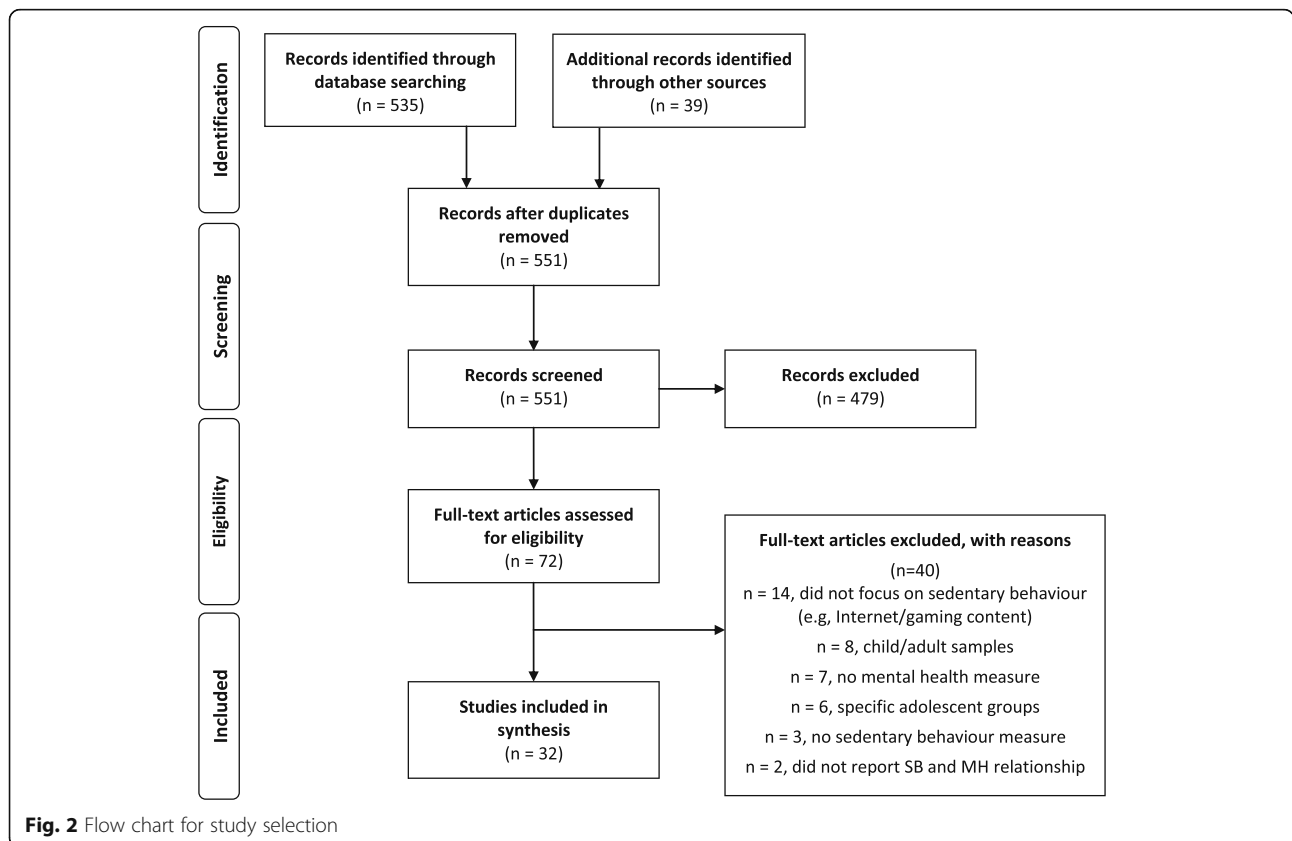 Identification
Records identified through
database searching
(n = 535)
Additional records identified
through other sources
(n = 39)
Records after duplicates
removed
(n = 551)
Screening
Records screened
(n = 551)
Records excluded
(n = 479)
Eligibility
Full-text articles assessed
for eligibility
(n = 72)
Full-text articles excluded, with reasons
(n=40)
n = 14, did not focus on sedentary behaviour
(e.g, Internet/gaming content)
n = 8, child/adult samples
n = 7, no mental health measure
n = 6, specific adolescent groups
n = 3, no sedentary behaviour measure
n = 2, did not report SB and MH relationship
Included
Studies included in
synthesis
(n = 32)
Fig. 2 Flow chart for study selection